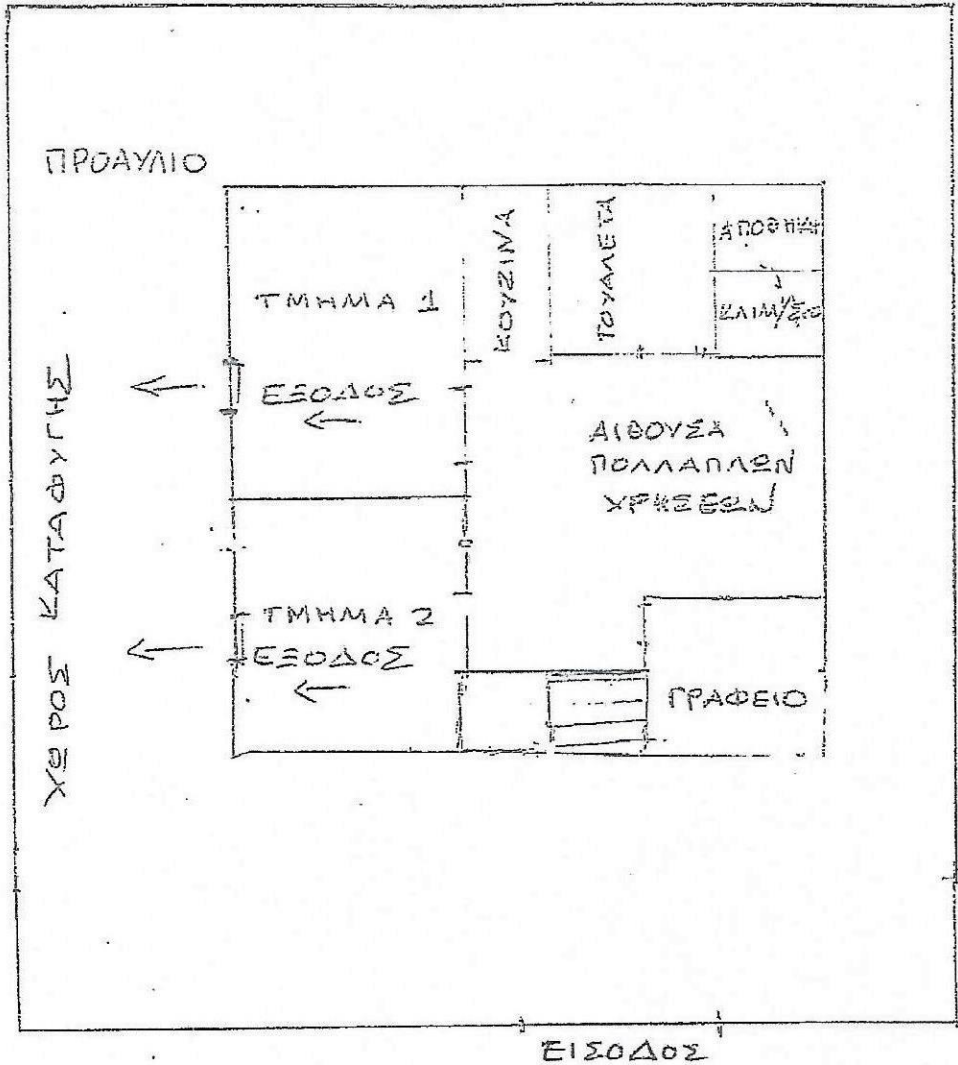 ΠΡΟΑΥΛΙΟ
ΧΩΡΟΣ ΚΑΤΑΦΥΓΗΣ
ΤΜΗΜΑ 1
ΕΞΟΔΟΣ
ΚΟΥΖΙΝΑ
ΤΟΥΑΛΕΤΑ
ΑΠΟΘΗΚΗ
ΑΙΘΟΥΣΑ
ΠΟΛΛΑΠΛΩΝ
ΧΡΗΣΕΩΝ
ΤΜΗΜΑ 2
ΕΞΟΔΟΣ
ΓΡΑΦΕΙΟ
ΕΙΣΟΔΟΣ